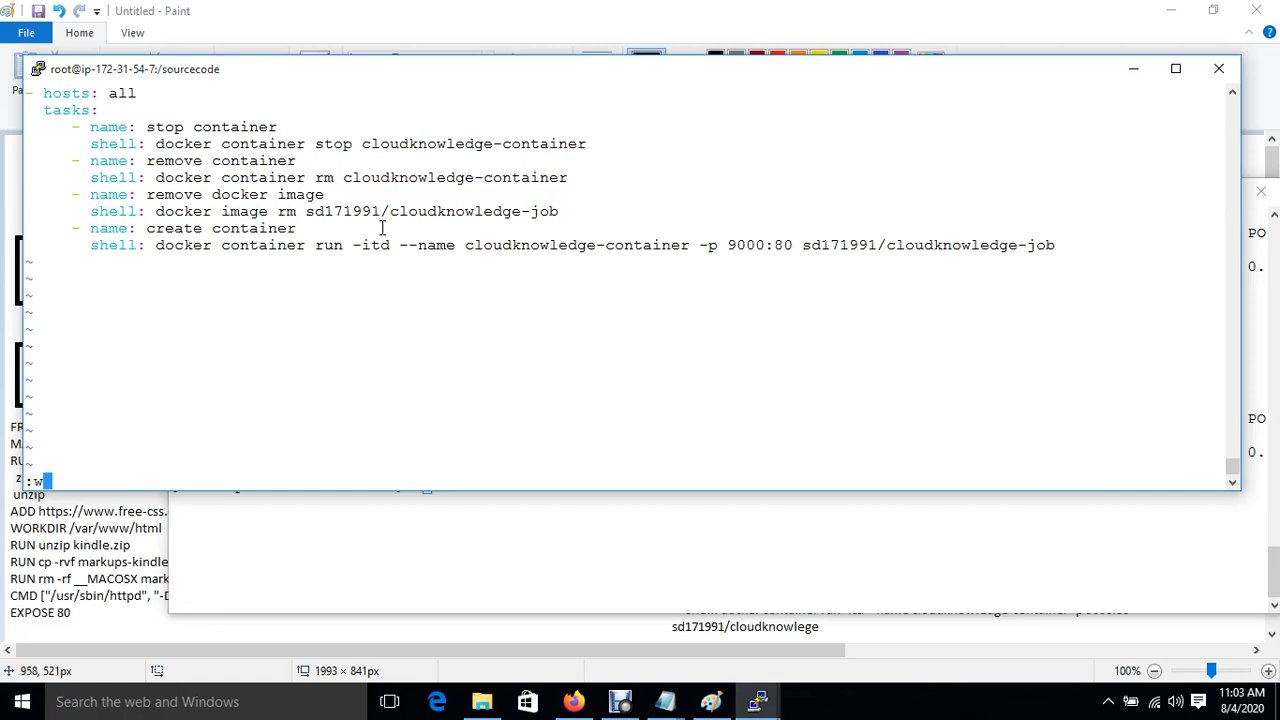 Untitled - Paint
File
Home
View
root@ip-172-31-54-7:/sourcecode
- hosts: all
tasks:
- name: stop container
shell: docker container stop cloudknowledge-container
- name: remove container
shell: docker container rm cloudknowledge-container
- name: remove docker image
shell: docker image rm sd171991/cloudknowledge-job
- name: create container
shell: docker container run -itd --name cloudknowledge-container -p 9000:80 sd171991/cloudknowledge-job
~
~
~
~
~
~
~
~
~
~
~
~
~
:w
PO
0.
PO
0.
unzip
ADD https://www.free-css.
WORKDIR /var/www/html
RUN unzip kindle.zip
RUN cp -rvf markups-kindle
RUN rm -rf __MACOSX mark
CMD ["/usr/sbin/httpd", "-D
EXPOSE 80
sd171991/cloudknowlege
958, 521px
1993 × 841px
100%
Search the web and Windows
11:03 AM
8/4/2020